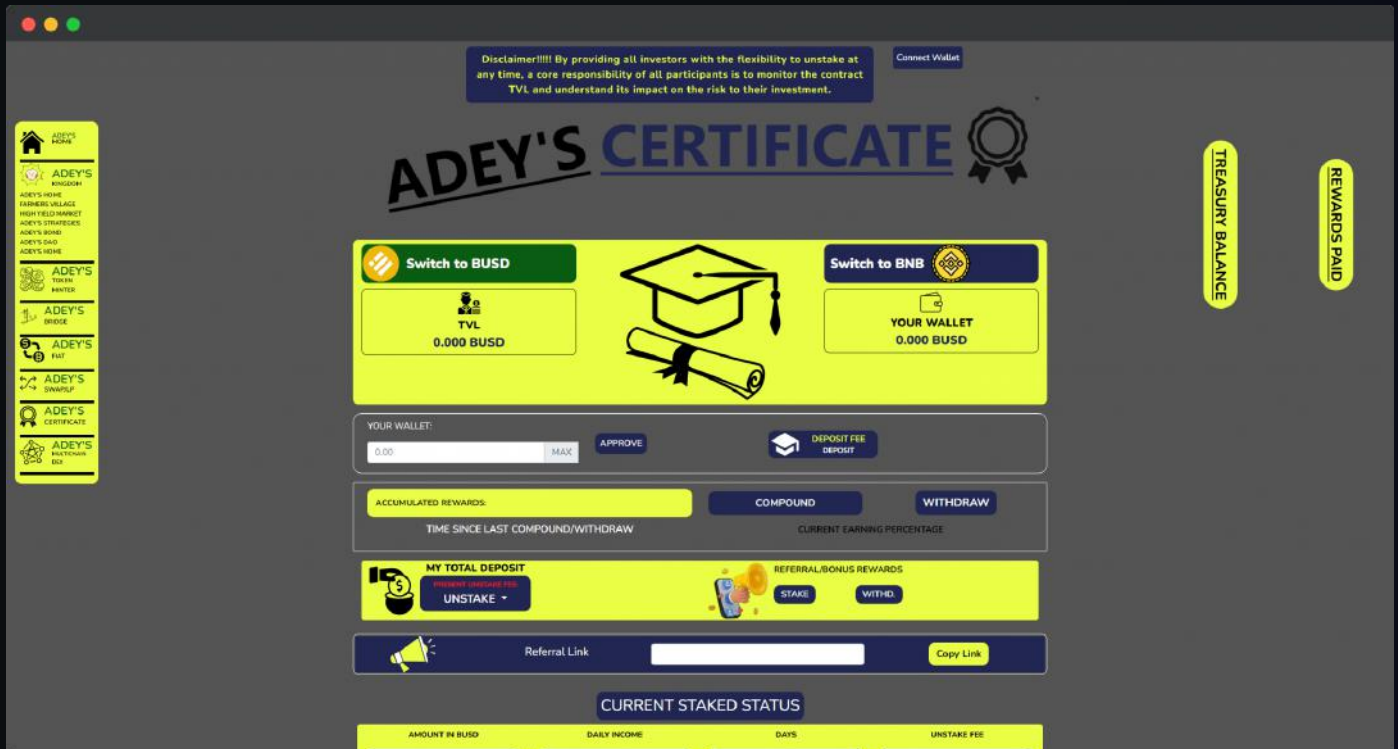 Disclaimer!!!!! By providing all investors with the flexibility to unstake at
any time, a core responsibility of all participants is to monitor the contract
TVL and understand its impact on the risk to their investment.
Connect Wallet
ADEY'S CERTIFICATE
ADEY'S
HOME
ADEY'S
KINGDOM
ADEY'S HOME
FARMERS VILLAGE
HIGH YIELD MARKET
ADEY'S STRATEGIES
ADEY'S BOND
ADEY'S DAO
ADEY'S HOME
ADEY'S
TOKEN
MINTER
ADEY'S
BRIDGE
ADEY'S
FIAT
ADEY'S
SWAP/LP
ADEY'S
CERTIFICATE
ADEY'S
MULTICHAIN
DEX
TREASURY BALANCE
REWARDS PAID
Switch to BUSD
Switch to BNB
TVL
0.000 BUSD
YOUR WALLET
0.000 BUSD
YOUR WALLET:
0.00
MAX
APPROVE
DEPOSIT FEE
DEPOSIT
ACCUMULATED REWARDS:
COMPOUND
WITHDRAW
TIME SINCE LAST COMPOUND/WITHDRAW
CURRENT EARNING PERCENTAGE
MY TOTAL DEPOSIT
PRESENT UNSTAKE FEE
UNSTAKE
REFERRAL/BONUS REWARDS
STAKE
WITHD.
Referral Link
Copy Link
CURRENT STAKED STATUS
AMOUNT IN BUSD
DAILY INCOME
DAYS
UNSTAKE FEE